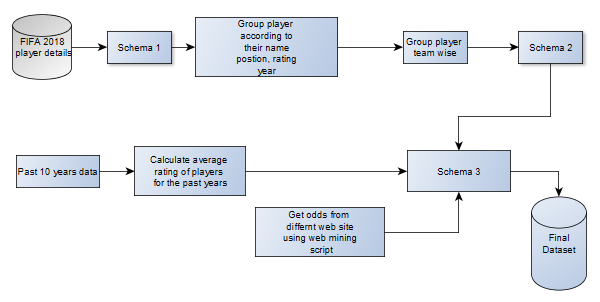 FIFA 2018
player details
Schema 1
Group player
according to
their name
postion, rating
year
Group player
team wise
Schema 2
Past 10 years data
Calculate average
rating of players
for the past years
Schema 3
Get odds from
differnt web site
using web mining
script
Final
Dataset